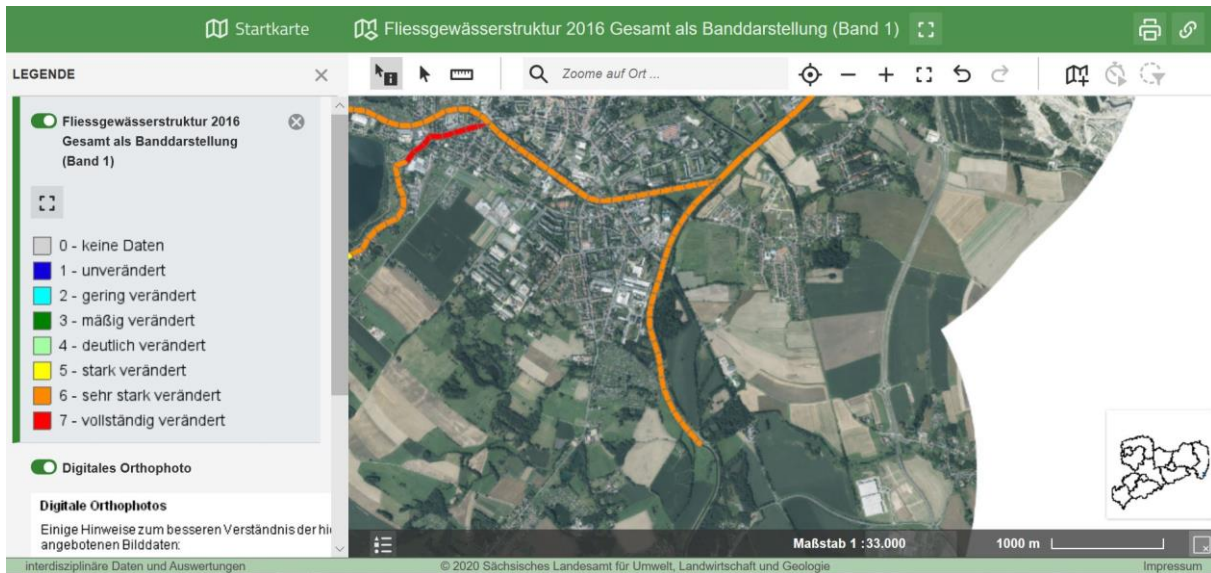 Startkarte
Fliessgewässerstruktur 2016 Gesamt als Banddarstellung (Band 1)
LEGENDE
Zoome auf Ort ...
Fliessgewässerstruktur 2016
Gesamt als Banddarstellung
(Band 1)
0 - keine Daten
1 - unverändert
2 - gering verändert
3 - mäßig verändert
4 - deutlich verändert
5 - stark verändert
6 - sehr stark verändert
7 - vollständig verändert
Digitales Orthophoto
Digitale Orthophotos
Einige Hinweise zum besseren Verständnis der hi
angebotenen Bilddaten:
Maßstab 1 :33.000
1000 m
interdisziplinäre Daten und Auswertungen
© 2020 Sächsisches Landesamt für Umwelt, Landwirtschaft und Geologie
Impressum